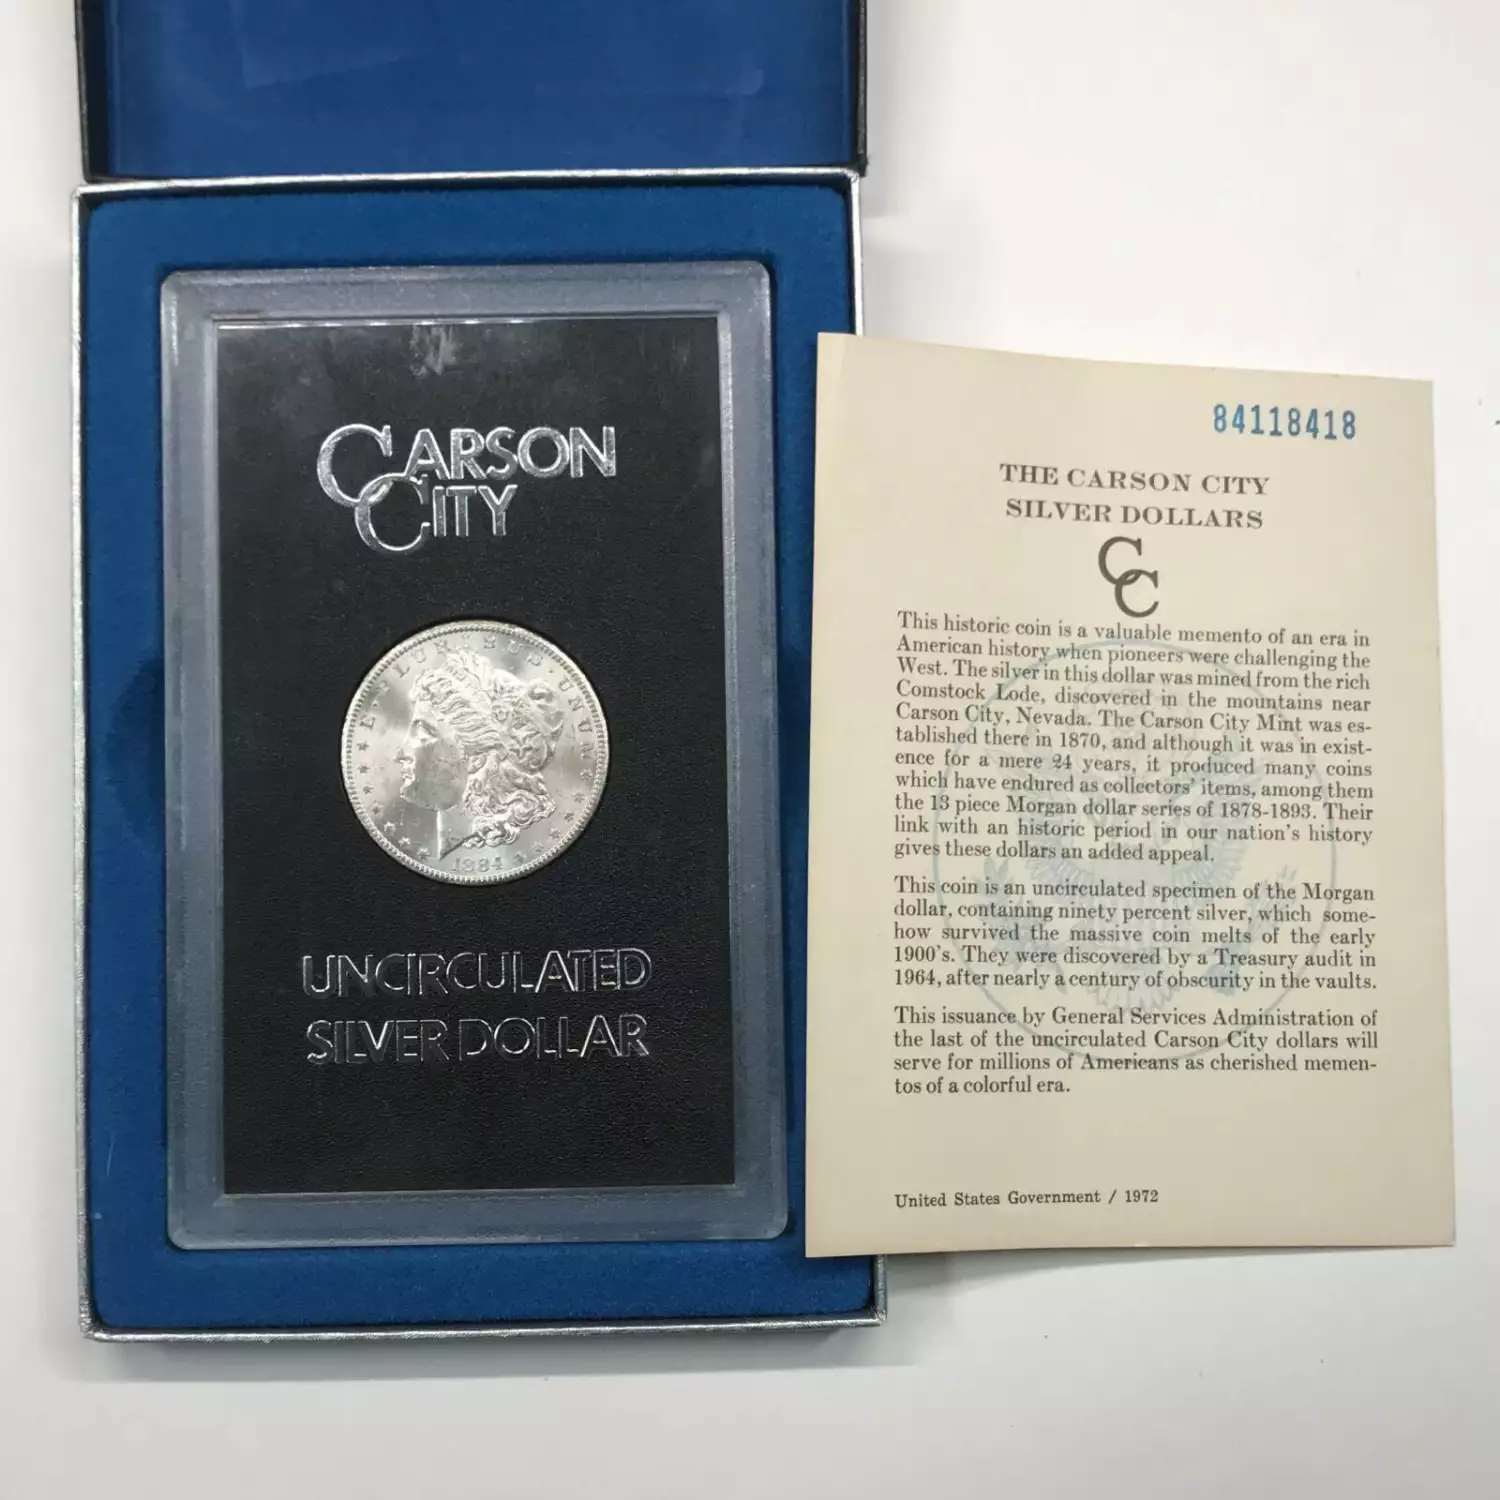 CARSON
CITY
E · PLURIBUS · UNUM
1884
UNCIRCULATED
SILVER DOLLAR
84118418
THE CARSON CITY
SILVER DOLLARS
CC
This historic coin is a valuable memento of an era in
American history when pioneers were challenging the
West. The silver in this dollar was mined from the rich
Comstock Lode, discovered in the mountains near
Carson City, Nevada. The Carson City Mint was es-
tablished there in 1870, and although it was in exist-
ence for a mere 24 years, it produced many coins
which have endured as collectors' items, among them
the 13 piece Morgan dollar series of 1878-1893. Their
link with an historic period in our nation's history
gives these dollars an added appeal.
This coin is an uncirculated specimen of the Morgan
dollar, containing ninety percent silver, which some-
how survived the massive coin melts of the early
1900's. They were discovered by a Treasury audit in
1964, after nearly a century of obscurity in the vaults.
This issuance by General Services Administration of
the last of the uncirculated Carson City dollars will
serve for millions of Americans as cherished memen-
tos of a colorful era.
United States Government / 1972